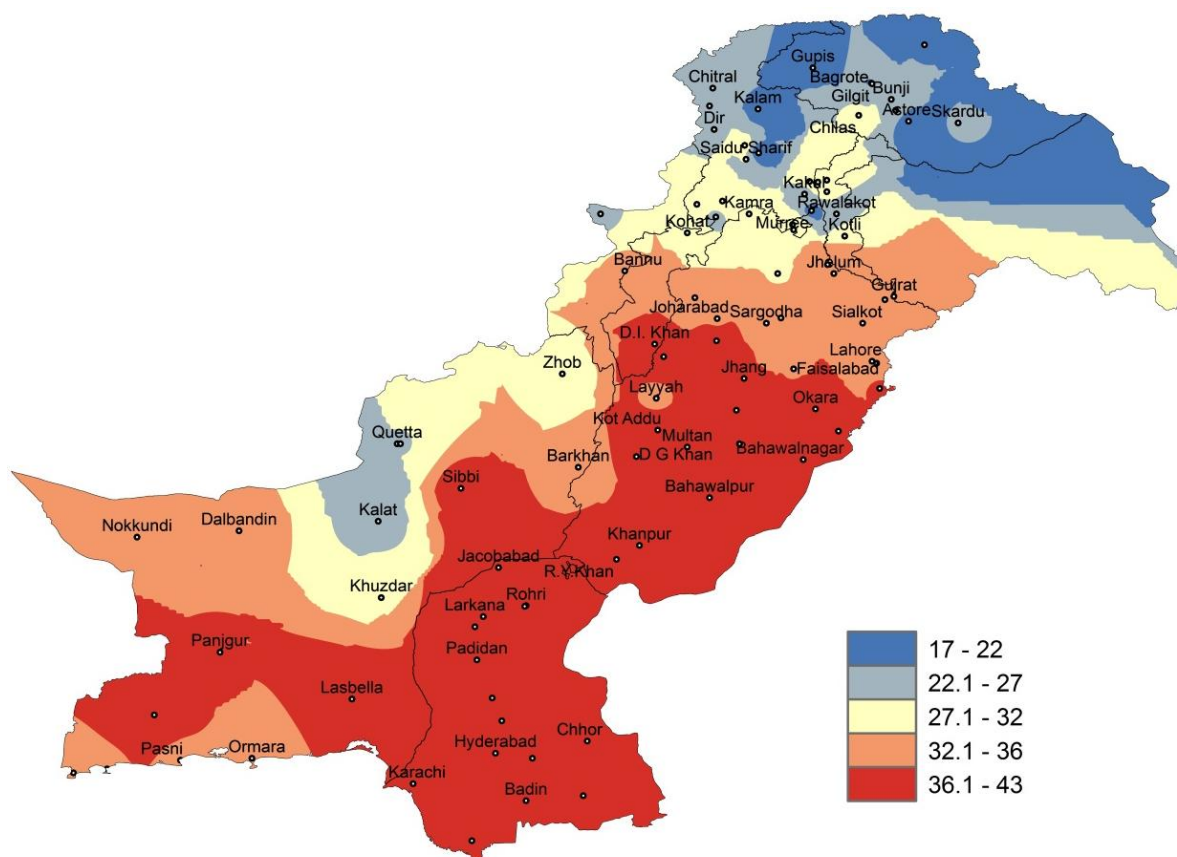 Gupis
Chitral
Bagrote
Bunji
Kalam
Gilgit
Astore
Skardu
Dir
Chilas
Saidu Sharif
Kakul
Kamra
Rawalakot
Kohat
Murree
Kotli
Bannu
Jhelum
Gujrat
Joharabad
Sargodha
Sialkot
D.I. Khan
Lahore
Zhob
Jhang
Faisalabad
Layyah
Okara
Kot Addu
Quetta
Multan
Barkhan
D G Khan
Bahawalnagar
Sibbi
Bahawalpur
Kalat
Nokkundi
Dalbandin
Khanpur
Jacobabad
R.Y.Khan
Khuzdar
Rohri
Larkana
Panjgur
Padidan
Lasbella
Chhor
Pasni
Ormara
Hyderabad
Karachi
Badin
17 - 22
22.1 - 27
27.1 - 32
32.1 - 36
36.1 - 43